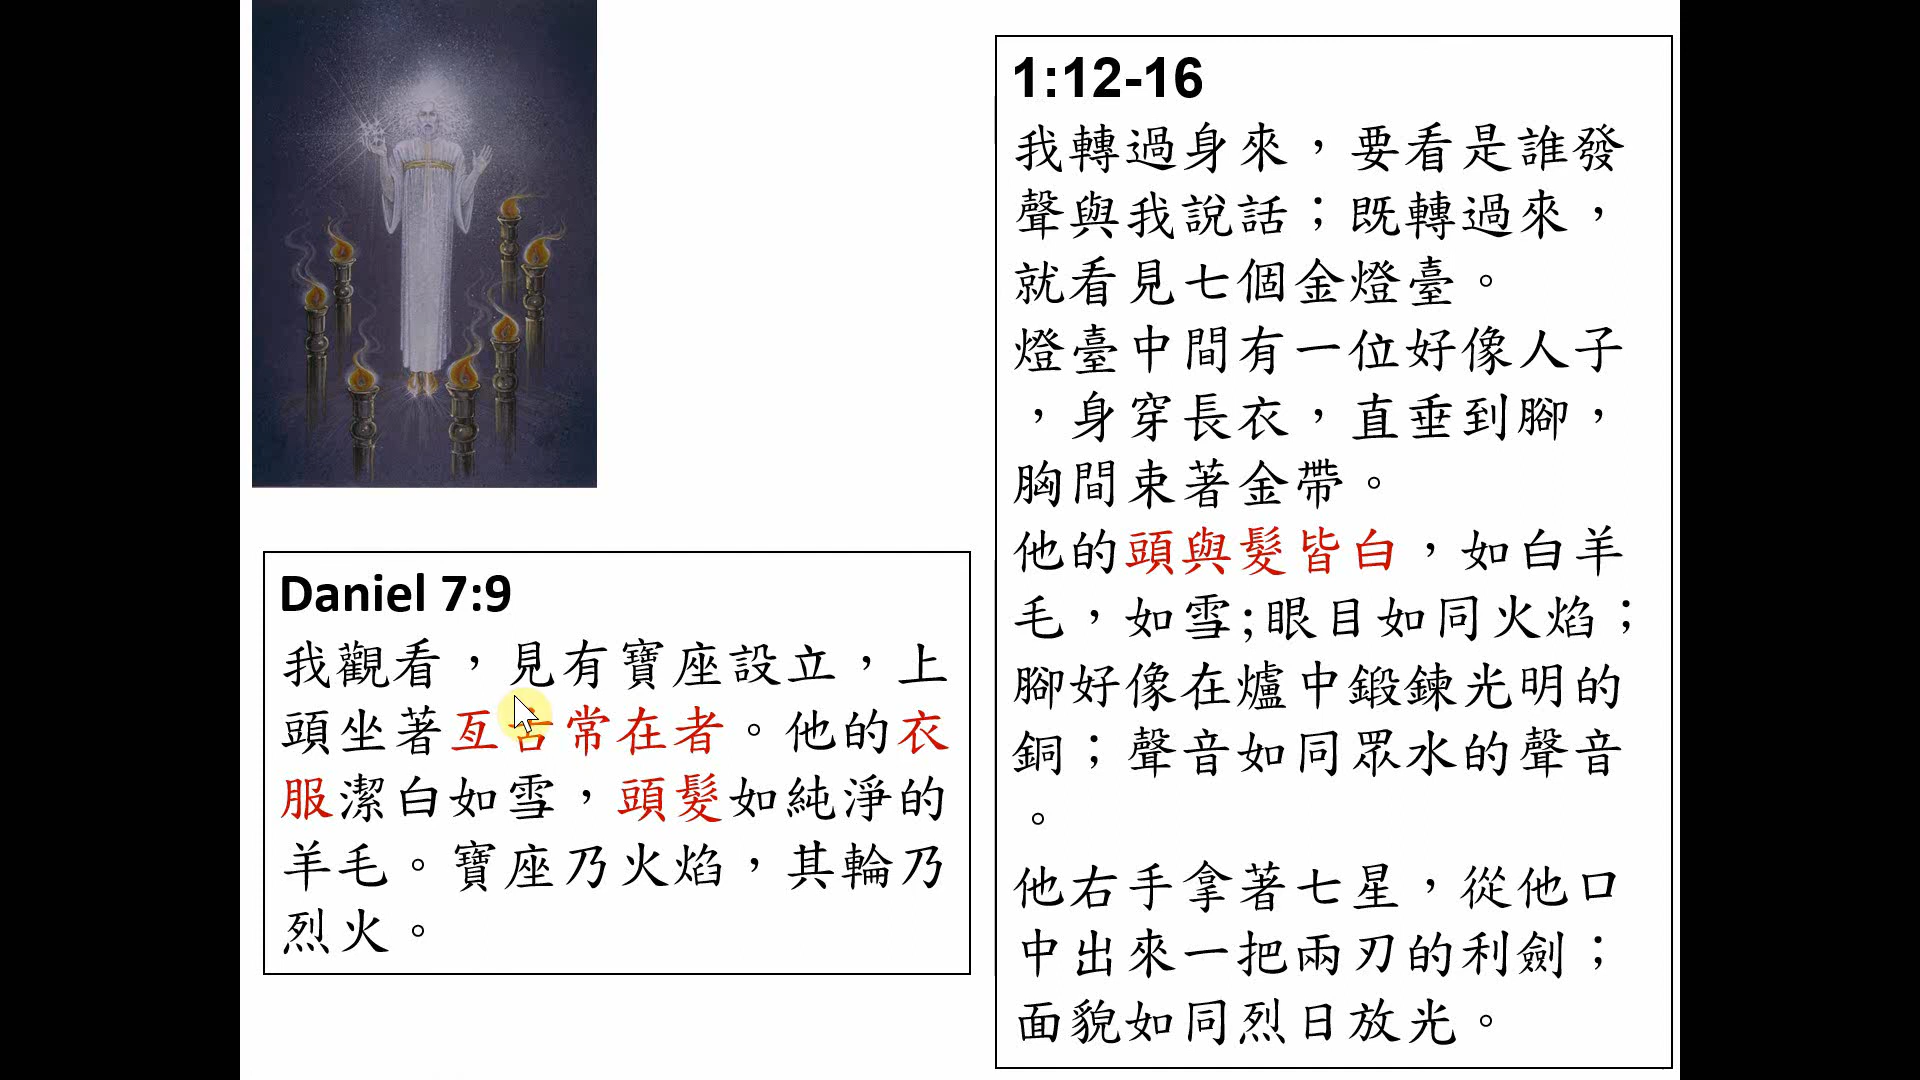 Daniel 7:9
我觀看，見有寶座設立，上
頭坐著亙古常在者。他的衣
服潔白如雪，頭髮如純淨的
羊毛。寶座乃火焰，其輪乃
烈火。
1:12-16
我轉過身來，要看是誰發
聲與我說話；既轉過來，
就看見七個金燈臺。
燈臺中間有一位好像人子
，身穿長衣，直垂到腳，
胸間束著金帶。
他的頭與髮皆白，如白羊
毛，如雪;眼目如同火焰；
腳好像在爐中鍛鍊光明的
銅；聲音如同眾水的聲音
。
他右手拿著七星，從他口
中出來一把兩刃的利劍；
面貌如同烈日放光。